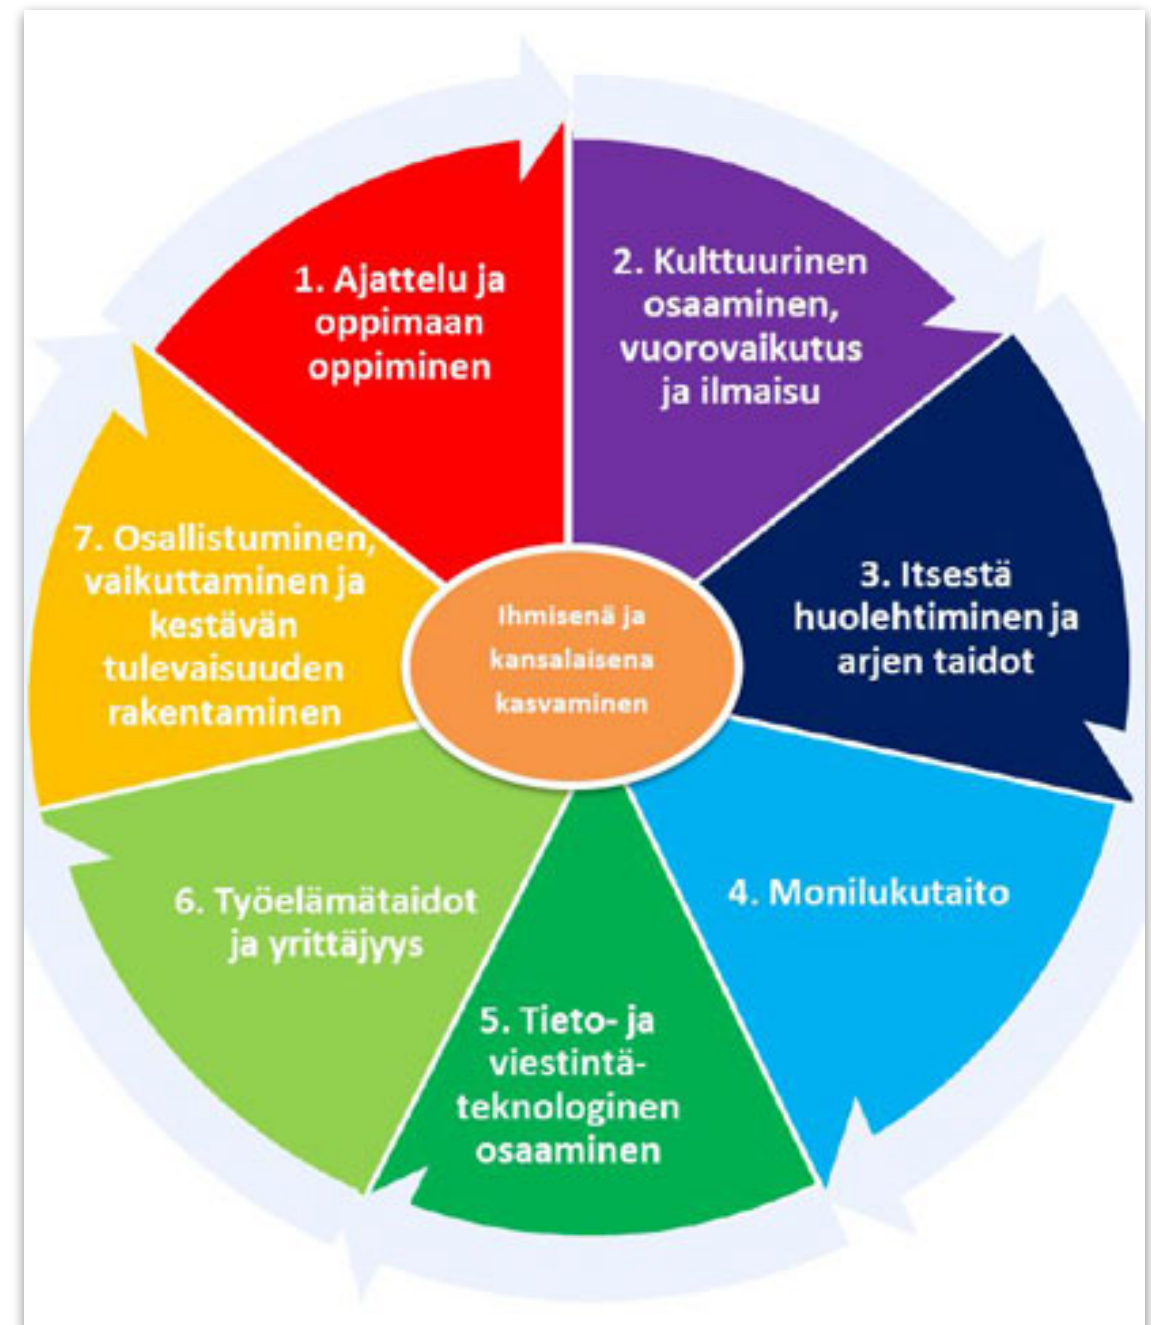 1. Ajattelu ja
oppimaan
oppiminen
2. Kulttuurinen
osaaminen,
vuorovaikutus
ja ilmaisu
3. Itsestä
huolehtiminen ja
arjen taidot
4. Monilukutaito
5. Tieto- ja
viestintä-
teknologinen
osaaminen
6. Työelämätaidot
ja yrittäjyys
7. Osallistuminen,
vaikuttaminen ja
kestävän
tulevaisuuden
rakentaminen
Ihmisenä ja
kansalaisena
kasvaminen